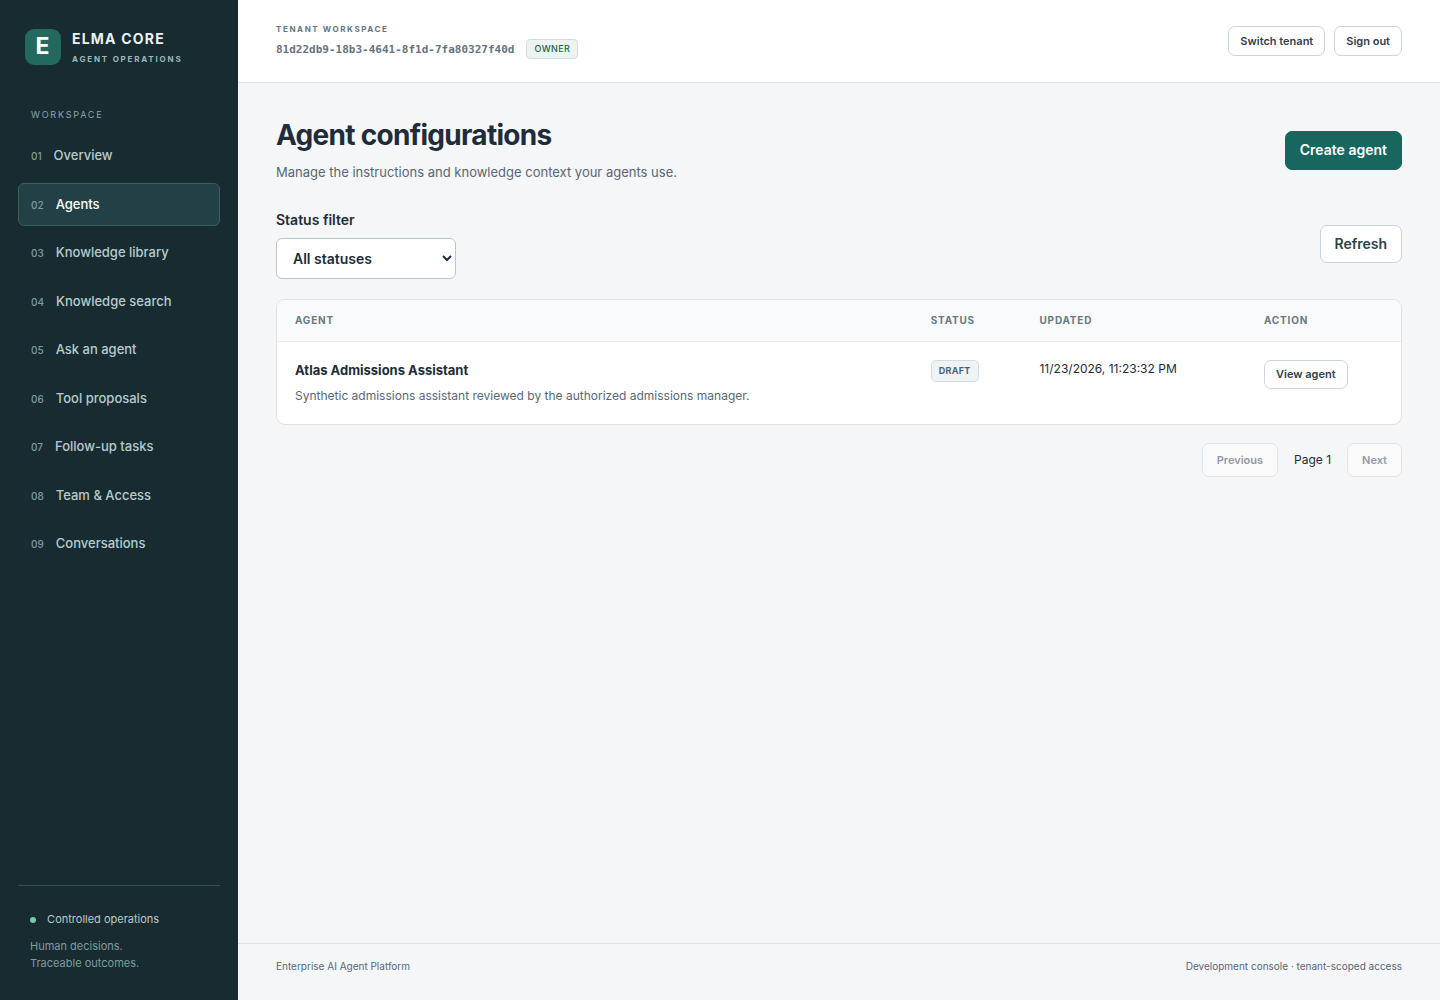 E
ELMA CORE
AGENT OPERATIONS
WORKSPACE
01 Overview
02 Agents
03 Knowledge library
04 Knowledge search
05 Ask an agent
06 Tool proposals
07 Follow-up tasks
08 Team & Access
09 Conversations
Controlled operations
Human decisions.
Traceable outcomes.
TENANT WORKSPACE
81d22db9-18b3-4641-8f1d-7fa80327f40d OWNER
Switch tenant Sign out
Agent configurations
Manage the instructions and knowledge context your agents use.
Create agent
Status filter
All statuses
Refresh
AGENT STATUS UPDATED ACTION
Atlas Admissions Assistant DRAFT 11/23/2026, 11:23:32 PM View agent
Synthetic admissions assistant reviewed by the authorized admissions manager.
Previous Page 1 Next
Enterprise AI Agent Platform
Development console · tenant-scoped access